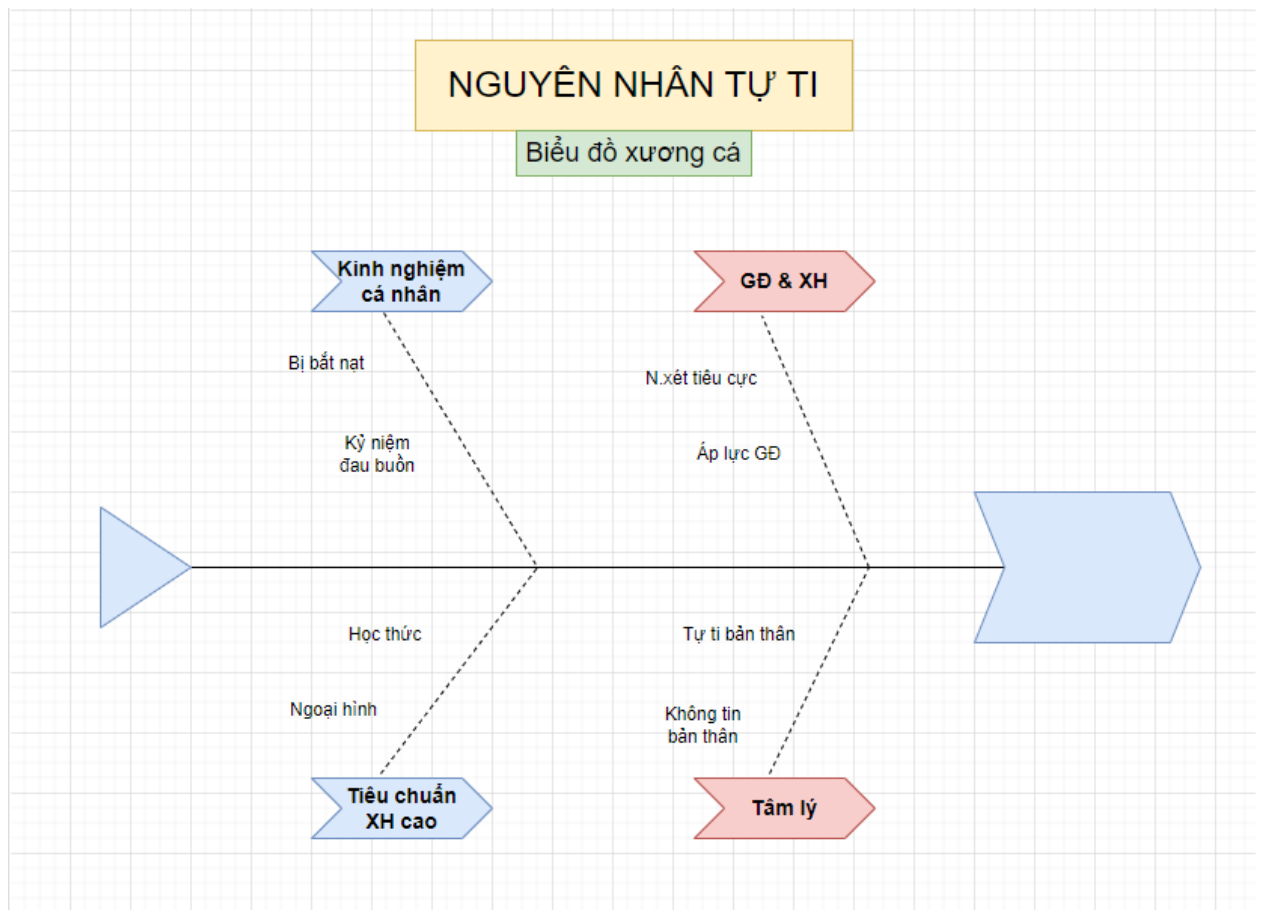 NGUYÊN NHÂN TỰ TI
Biểu đồ xương cá
Kinh nghiệm
cá nhân
GĐ & XH
Bị bắt nạt
N.xét tiêu cực
Kỷ niệm
đau buồn
Áp lực GĐ
Học thức
Tự ti bản thân
Ngoại hình
Không tin
bản thân
Tiêu chuẩn
XH cao
Tâm lý